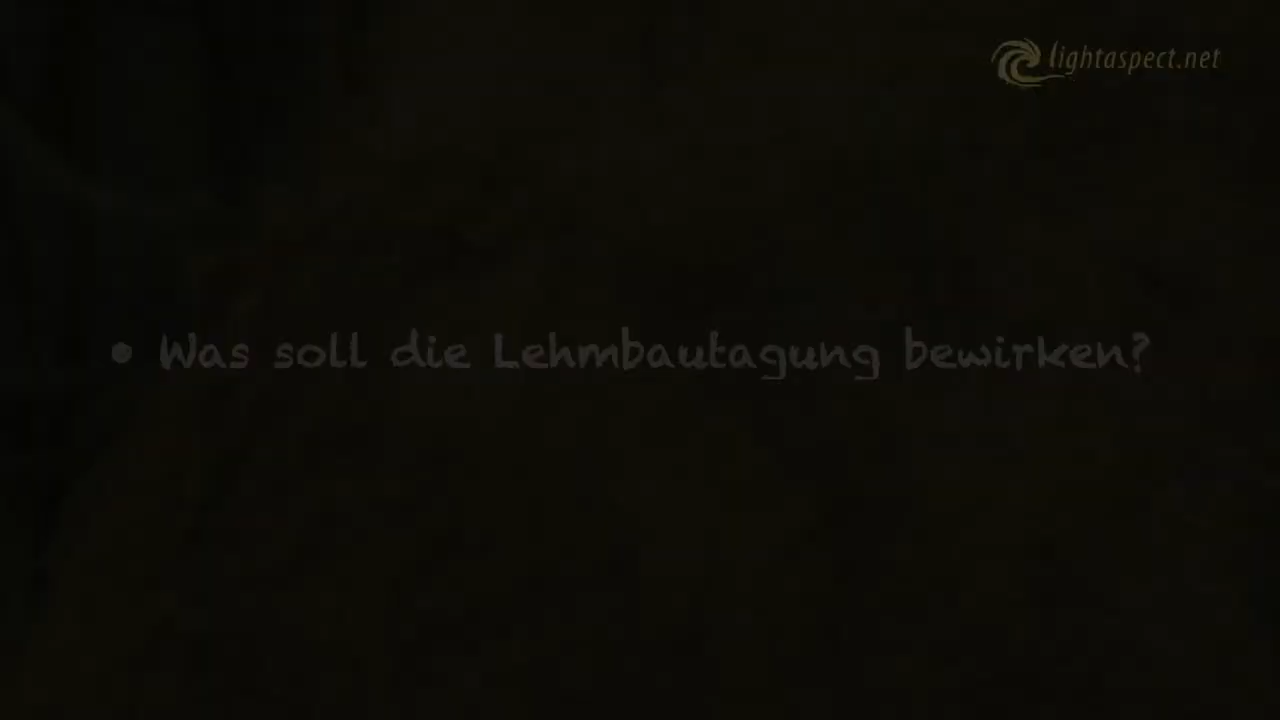 lightaspect.net
• Was soll die Lehmbautagung bewirken?